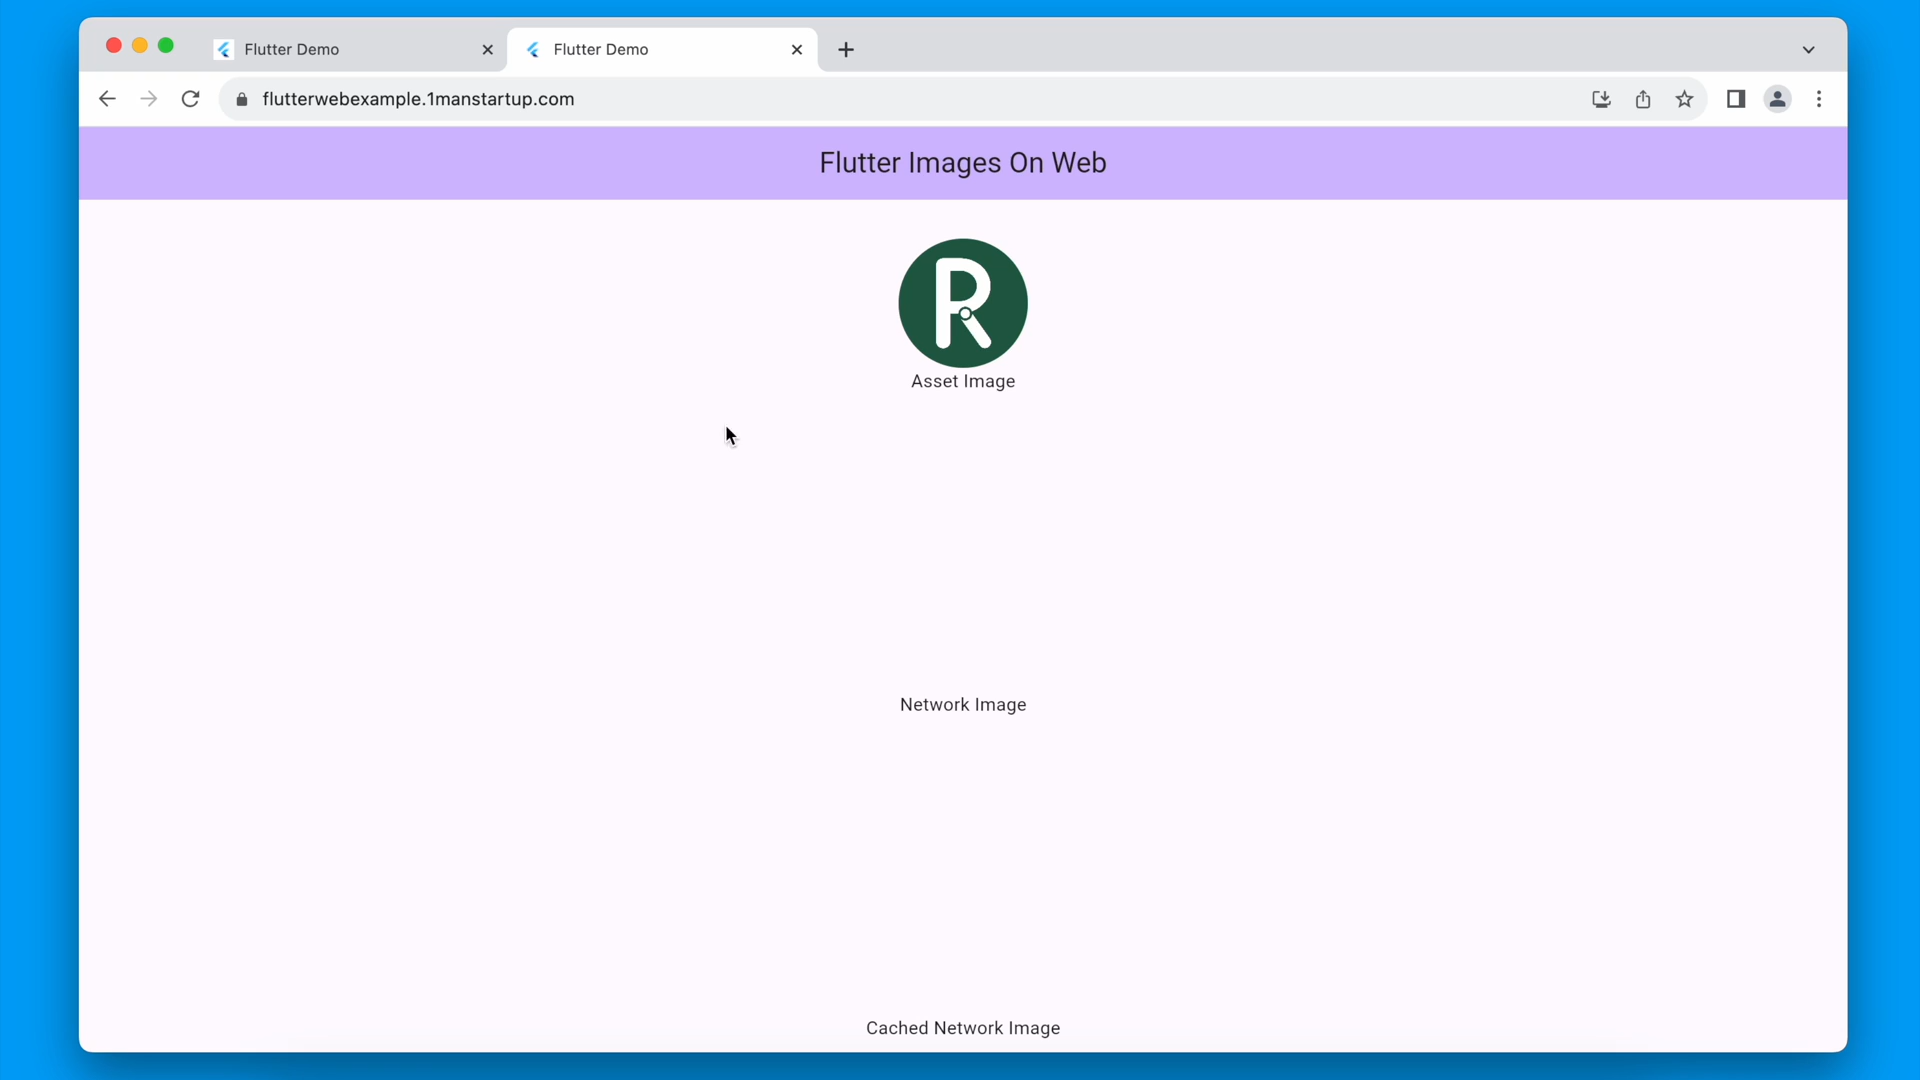 Flutter Demo
Flutter Demo
flutterwebexample.1manstartup.com
Flutter Images On Web
R
Asset Image
Network Image
Cached Network Image